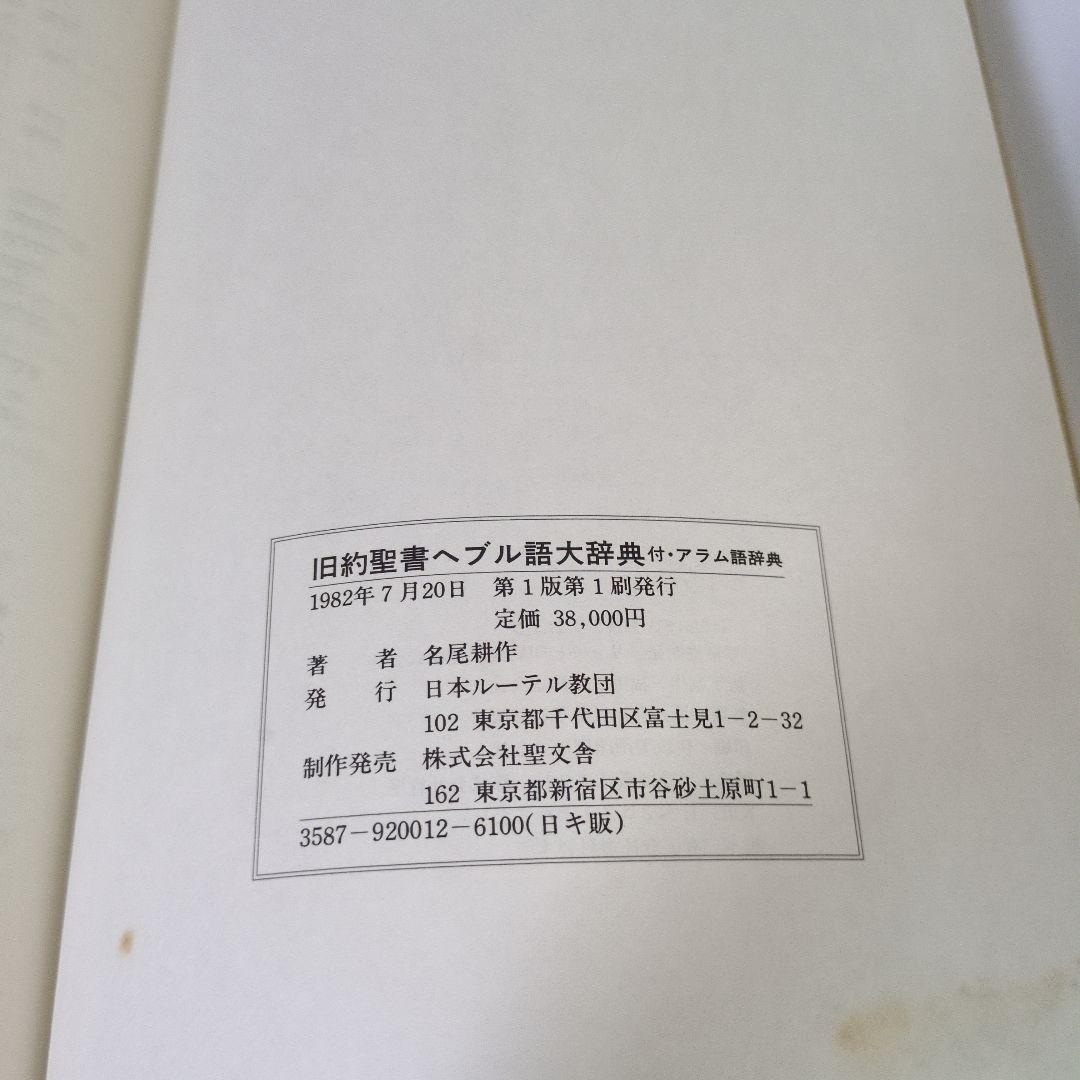 旧約聖書ヘブル語大辞典 付・アラム語辞典
1982年7月20日 第1版第1刷発行
定価 38,000円
著 者 名尾耕作
発 行 日本ルーテル教団
102 東京都千代田区富士見1−2−32
制作発売 株式会社聖文舎
162 東京都新宿区市谷砂土原町1−1
3587−920012−6100(日キ販)